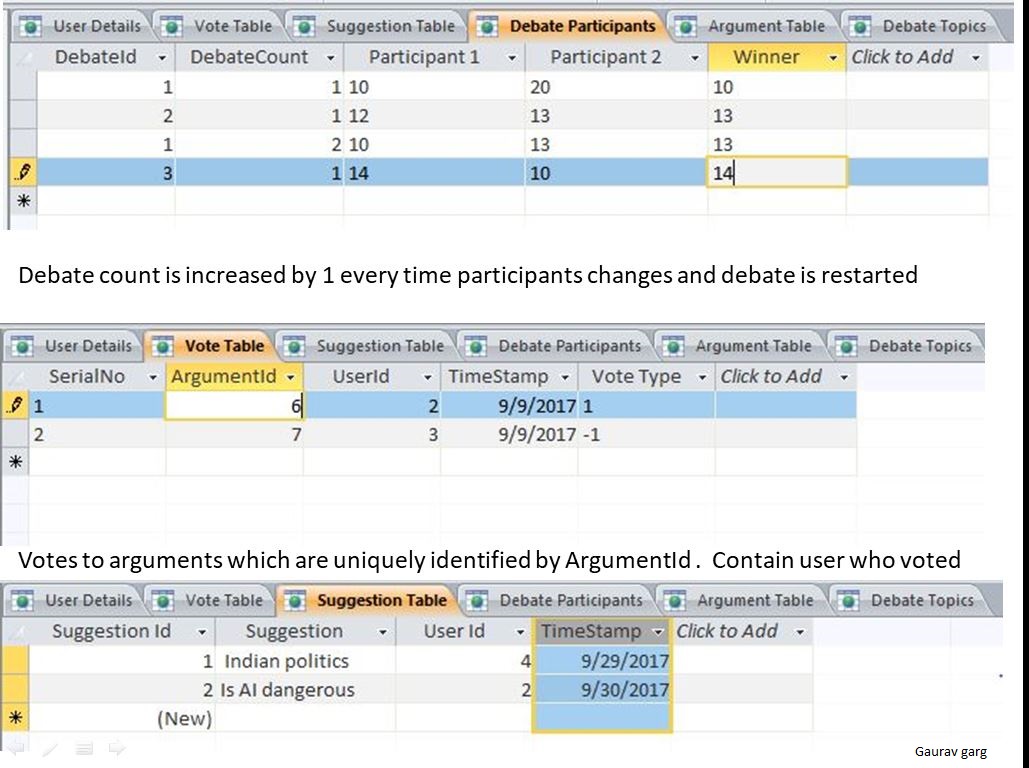 User Details Vote Table Suggestion Table Debate Participants Argument Table Debate Topics
DebateId DebateCount Participant 1 Participant 2 Winner Click to Add
1 1 10 20 10
2 1 12 13 13
1 2 10 13 13
3 1 14 10 14
Debate count is increased by 1 every time participants changes and debate is restarted
User Details Vote Table Suggestion Table Debate Participants Argument Table Debate Topics
SerialNo ArgumentId UserId TimeStamp Vote Type Click to Add
1 6 2 9/9/2017 1
2 7 3 9/9/2017 -1
Votes to arguments which are uniquely identified by ArgumentId . Contain user who voted
User Details Vote Table Suggestion Table Debate Participants Argument Table Debate Topics
Suggestion Id Suggestion User Id TimeStamp Click to Add
1 Indian politics 4 9/29/2017
2 Is AI dangerous 2 9/30/2017
(New)
Gaurav garg